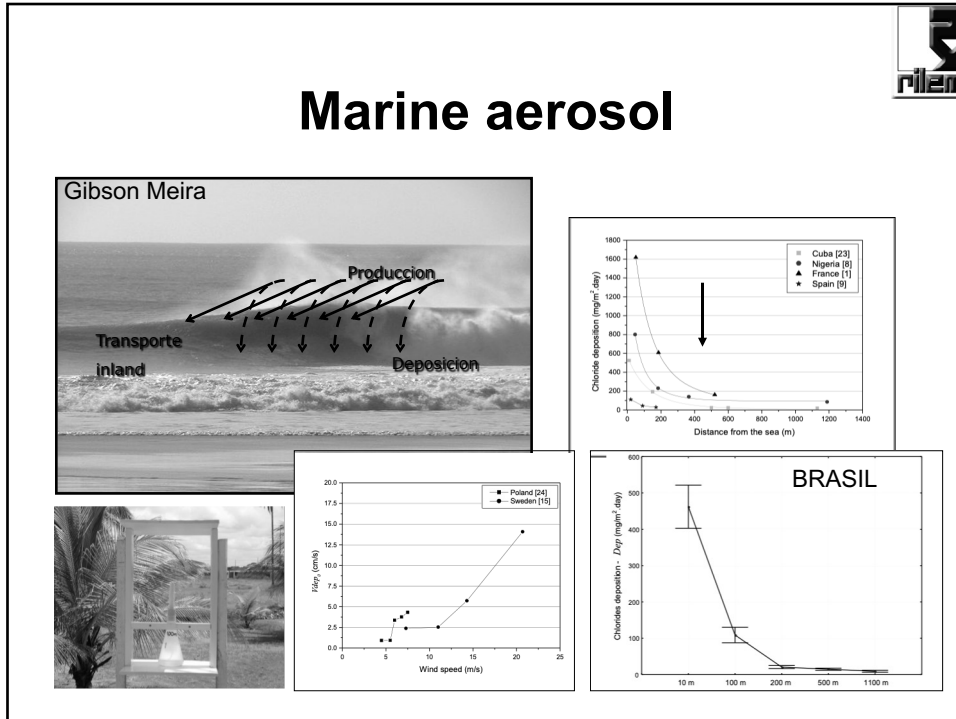 Marine aerosol
rilem
Gibson Meira
Produccion
Transporte
inland
Deposicion
1800
1600
1400
1200
1000
800
600
400
200
0
Chloride deposition (mg/m².day)
Cuba [23]
Nigeria [8]
France [1]
Spain [9]
0 200 400 600 800 1000 1200 1400
Distance from the sea (m)
20.0
17.5
15.0
12.5
10.0
7.5
5.0
2.5
0.0
Poland [24]
Sweden [15]
0 5 10 15 20 25
Wind speed (m/s)
BRASIL
600
500
400
300
200
100
0
Chlorides deposition - Dep (mg/m².day)
10 m 100 m 200 m 500 m 1100 m